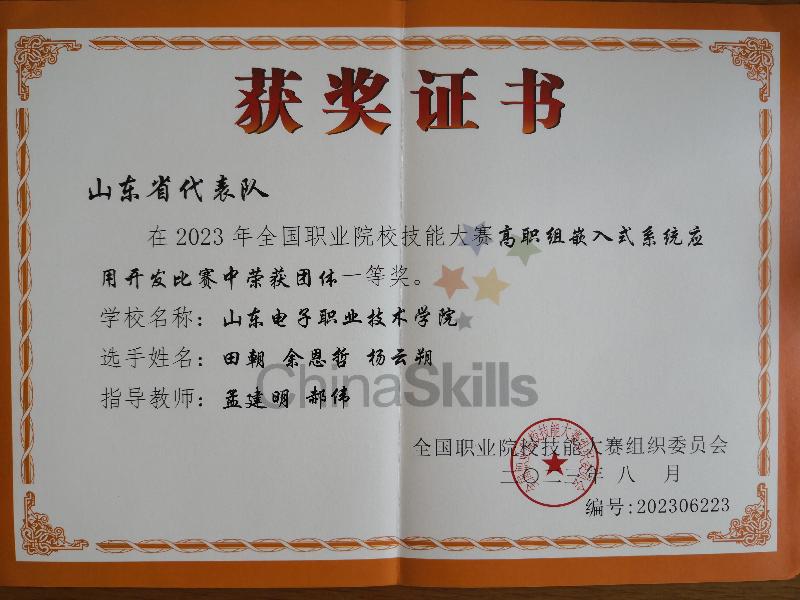 获奖证书
山东省代表队
在2023年全国职业院校技能大赛高职组嵌入式系统应
用开发比赛中荣获团体一等奖。
学校名称：山东电子职业技术学院
选手姓名：田朝 余恩哲 杨云朔
指导教师：孟建明 郝伟
ChinaSkills
全国职业院校技能大赛组织委员会
二〇二三年八月
编号:202306223